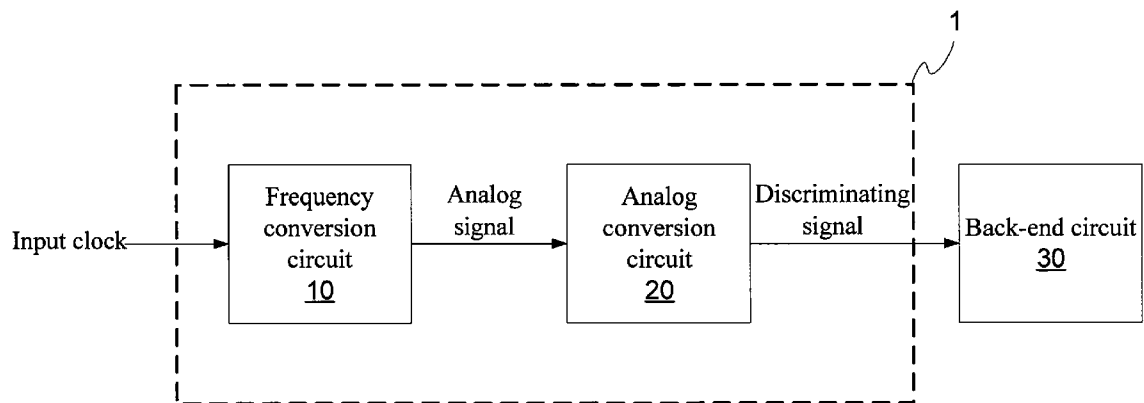 1
Input clock
Frequency
conversion
circuit
10
Analog
signal
Analog
conversion
circuit
20
Discriminating
signal
Back-end circuit
30